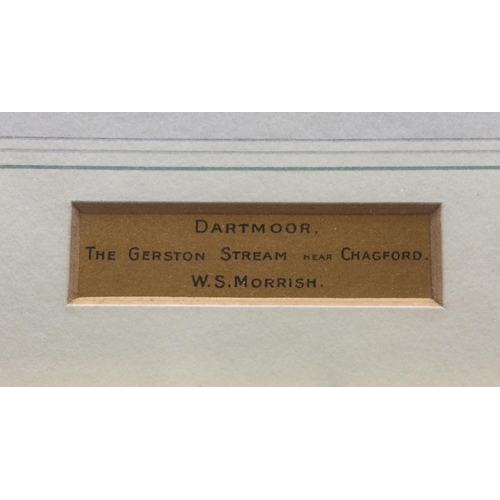 DARTMOOR.
THE GERSTON STREAM NEAR CHAGFORD.
W.S. MORRISH.